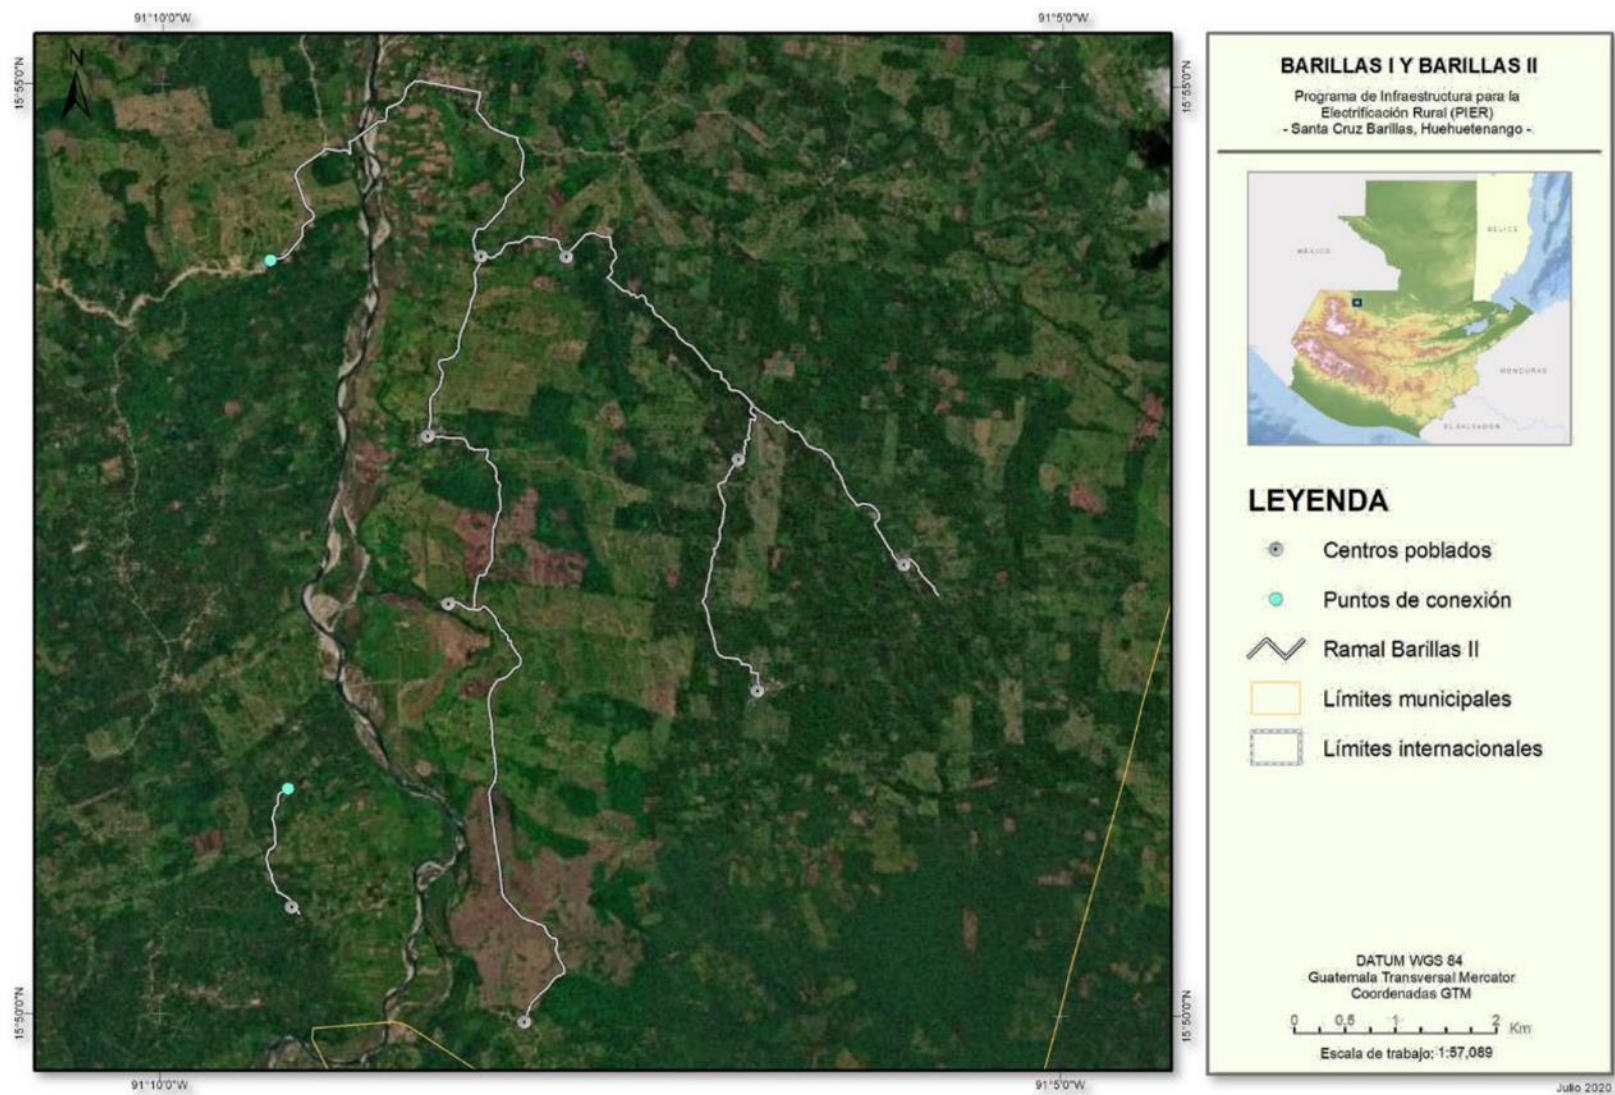 91°10'0"W
91°5'0"W
15°55'0"N
15°55'0"N
N
BARILLAS I Y BARILLAS II
Programa de Infraestructura para la
Electrificación Rural (PIER)
- Santa Cruz Barillas, Huehuetenango -
MÉXICO
BELICE
HONDURAS
EL SALVADOR
LEYENDA
Centros poblados
Puntos de conexión
Ramal Barillas II
Límites municipales
Límites internacionales
DATUM WGS 84
Guatemala Transversal Mercator
Coordenadas GTM
0 0,5 1 2 Km
Escala de trabajo: 1:57,089
15°50'0"N
15°50'0"N
91°10'0"W
91°5'0"W
Julio 2020